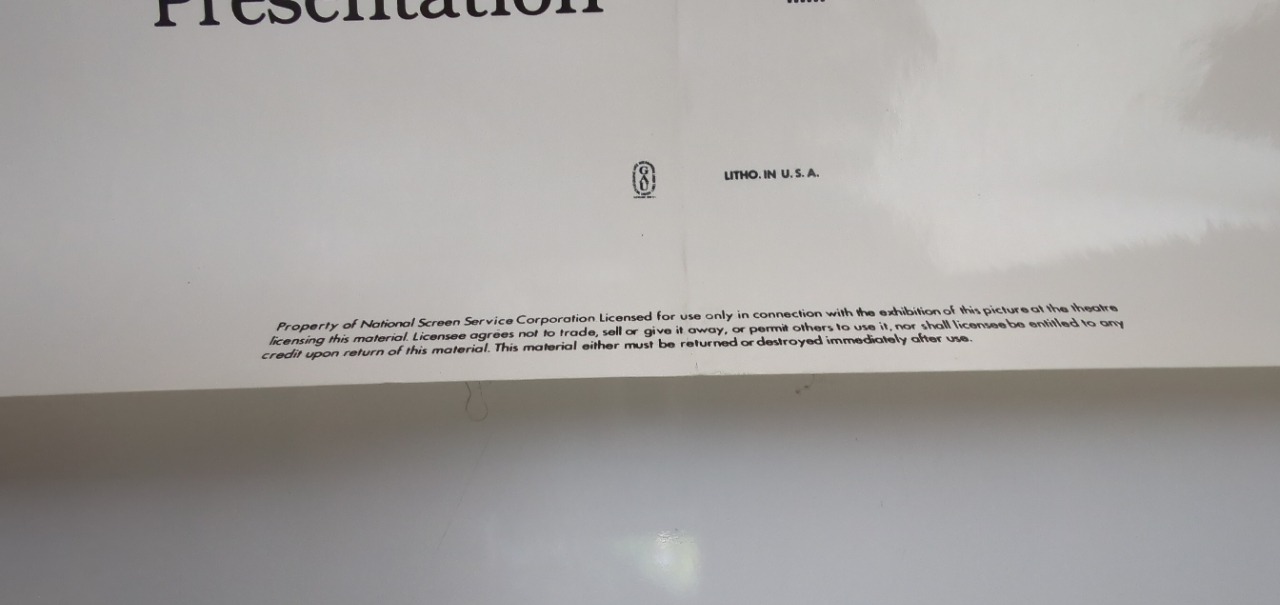 Presentation
GAU
LITHO. IN U. S. A.
Property of National Screen Service Corporation Licensed for use only in connection with the exhibition of this picture at the theatre
licensing this material. Licensee agrees not to trade, sell or give it away, or permit others to use it, nor shall licensee be entitled to any
credit upon return of this material. This material either must be returned or destroyed immediately after use.